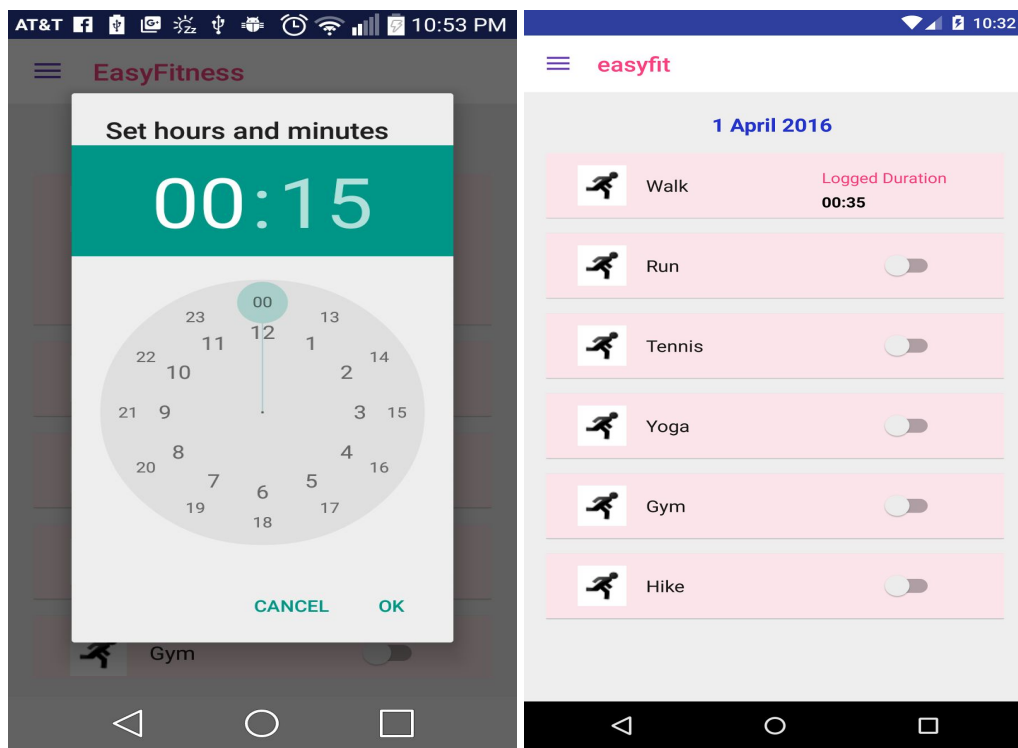 AT&T 10:53 PM
EasyFitness
Set hours and minutes
00:15
00
23 13
12
11 1
22 14
10 2
21 9 3 15
8 4
20 16
7 5
6
19 17
18
CANCEL OK
Gym
10:32
easyfit
1 April 2016
Walk
Logged Duration
00:35
Run
Tennis
Yoga
Gym
Hike